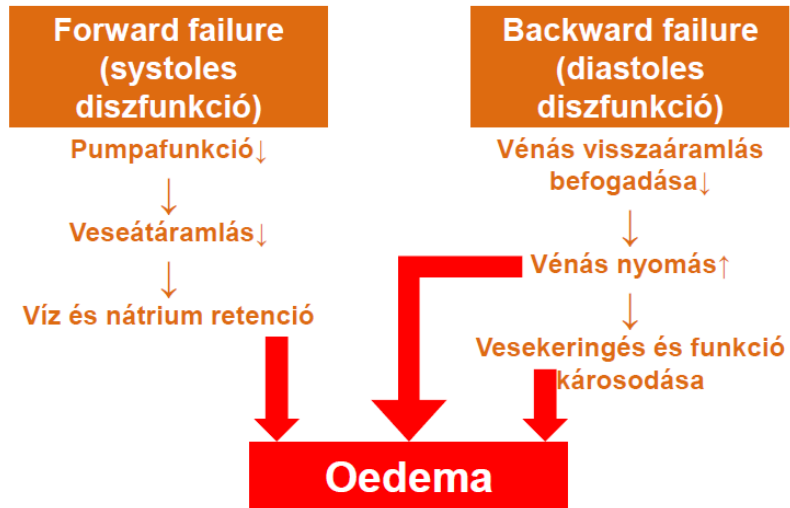 Forward failure
(systoles
diszfunkció)
Pumpafunkció↓
↓
Veseátáramlás↓
↓
Víz és nátrium retenció
Backward failure
(diastoles
diszfunkció)
Vénás visszaáramlás
befogadása↓
↓
Vénás nyomás↑
↓
Vesekeringés és funkció
károsodása
Oedema